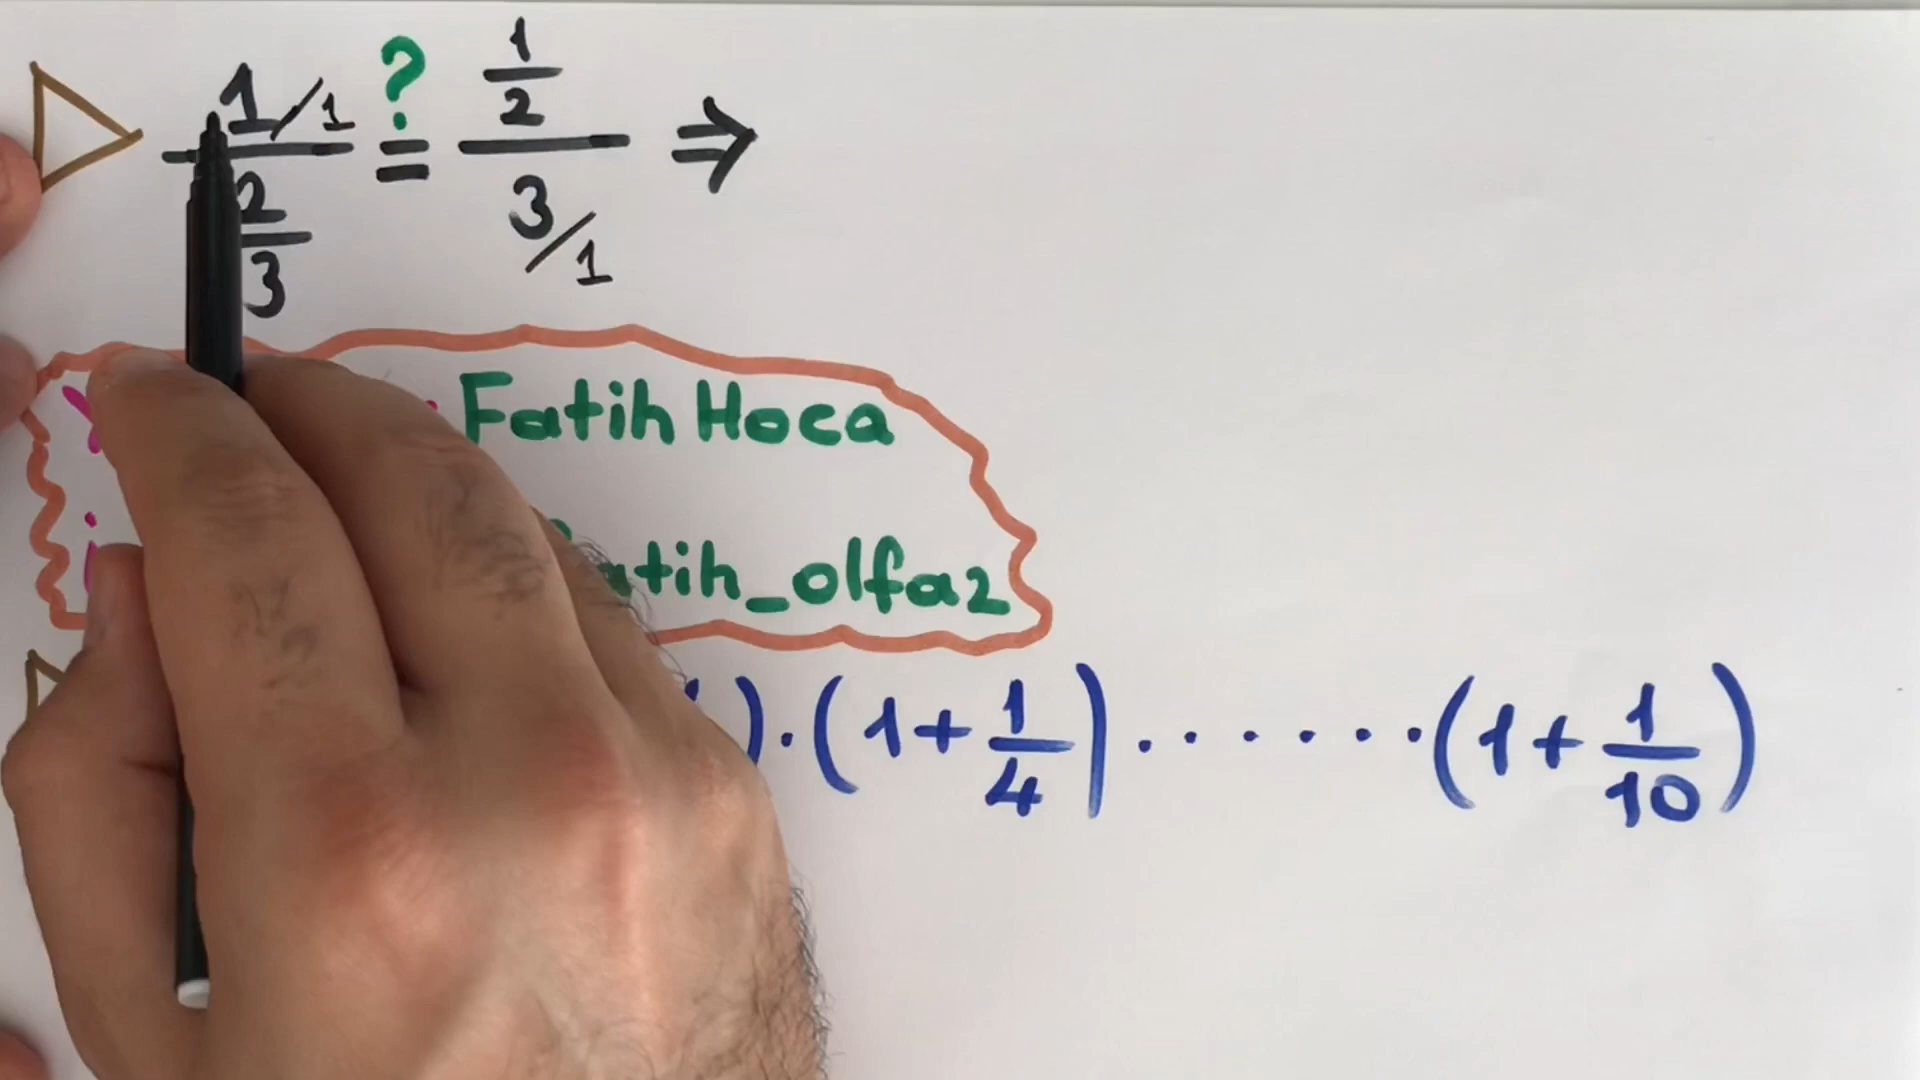 1/1 ? 1
— = —
2 2
3 3/1 ⇒
Fatih Hoca
atih_olfaz
) . (1 + 1/4) . . . . . . . (1 + 1/10)